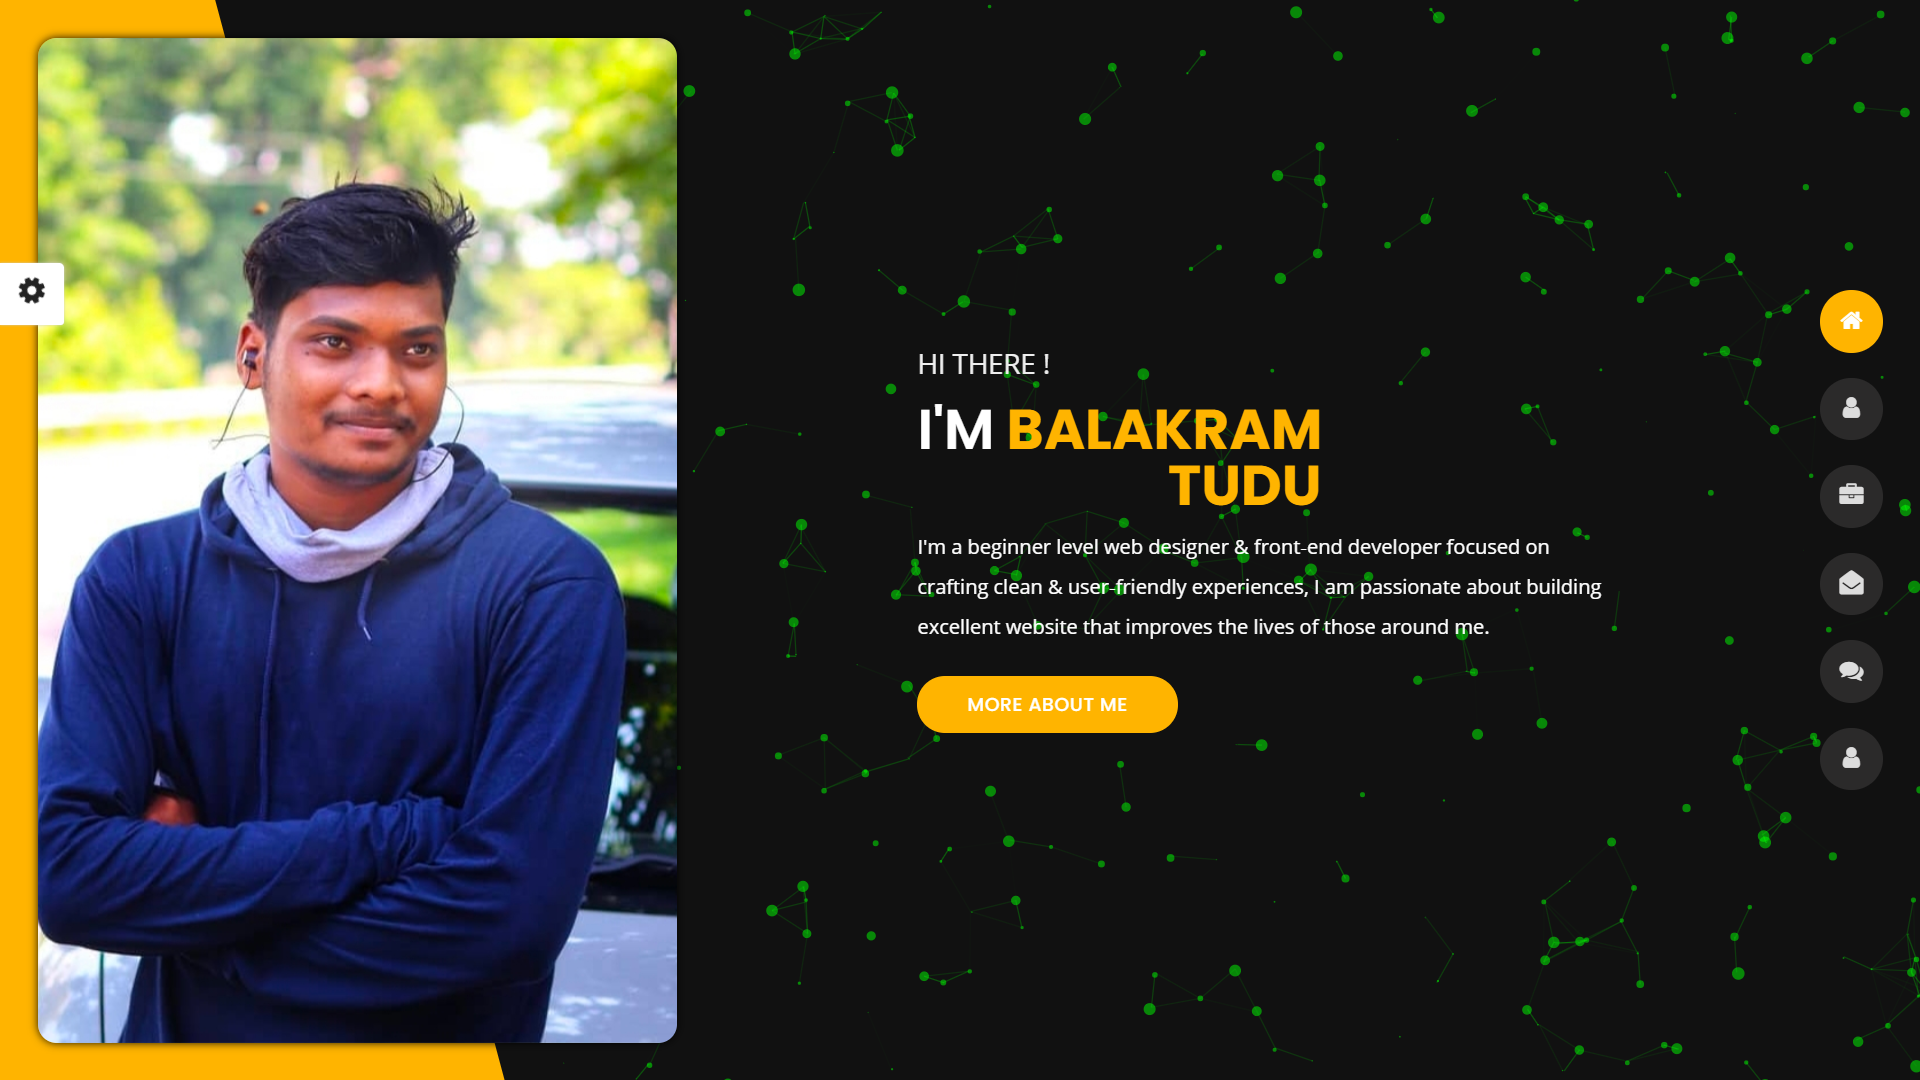 HI THERE !
I'M BALAKRAM
TUDU
I'm a beginner level web designer & front-end developer focused on
crafting clean & user-friendly experiences, I am passionate about building
excellent website that improves the lives of those around me.
MORE ABOUT ME